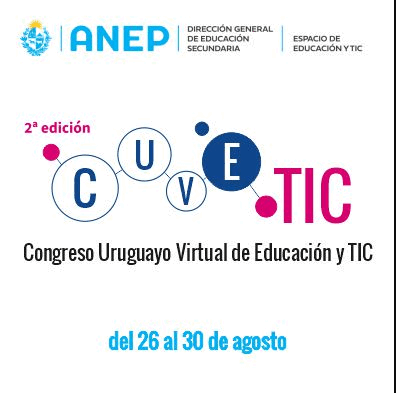 ANEP
DIRECCIÓN GENERAL
DE EDUCACIÓN
SECUNDARIA
ESPACIO DE
EDUCACIÓN Y TIC
2ª edición
CUVE TIC
Congreso Uruguayo Virtual de Educación y TIC
del 26 al 30 de agosto